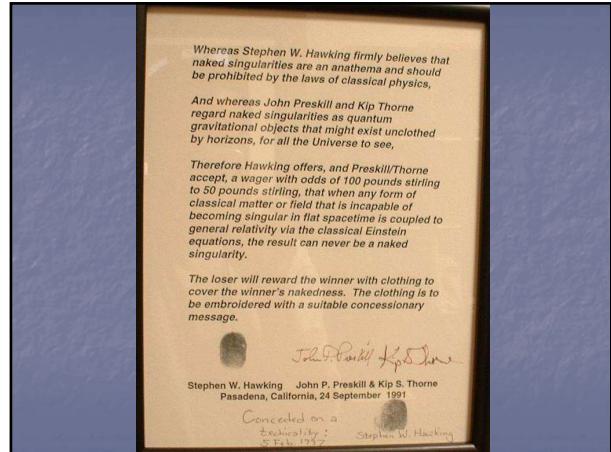 Whereas Stephen W. Hawking firmly believes that
naked singularities are an anathema and should
be prohibited by the laws of classical physics,
And whereas John Preskill and Kip Thorne
regard naked singularities as quantum
gravitational objects that might exist unclothed
by horizons, for all the Universe to see,
Therefore Hawking offers, and Preskill/Thorne
accept, a wager with odds of 100 pounds stirling
to 50 pounds stirling, that when any form of
classical matter or field that is incapable of
becoming singular in flat spacetime is coupled to
general relativity via the classical Einstein
equations, the result can never be a naked
singularity.
The loser will reward the winner with clothing to
cover the winner's nakedness. The clothing is to
be embroidered with a suitable concessionary
message.
John P. Preskill Kip S Thorne
Stephen W. Hawking John P. Preskill & Kip S. Thorne
Pasadena, California, 24 September 1991
Conceded on a
technicality :
5 Feb. 1997 Stephen W. Hawking